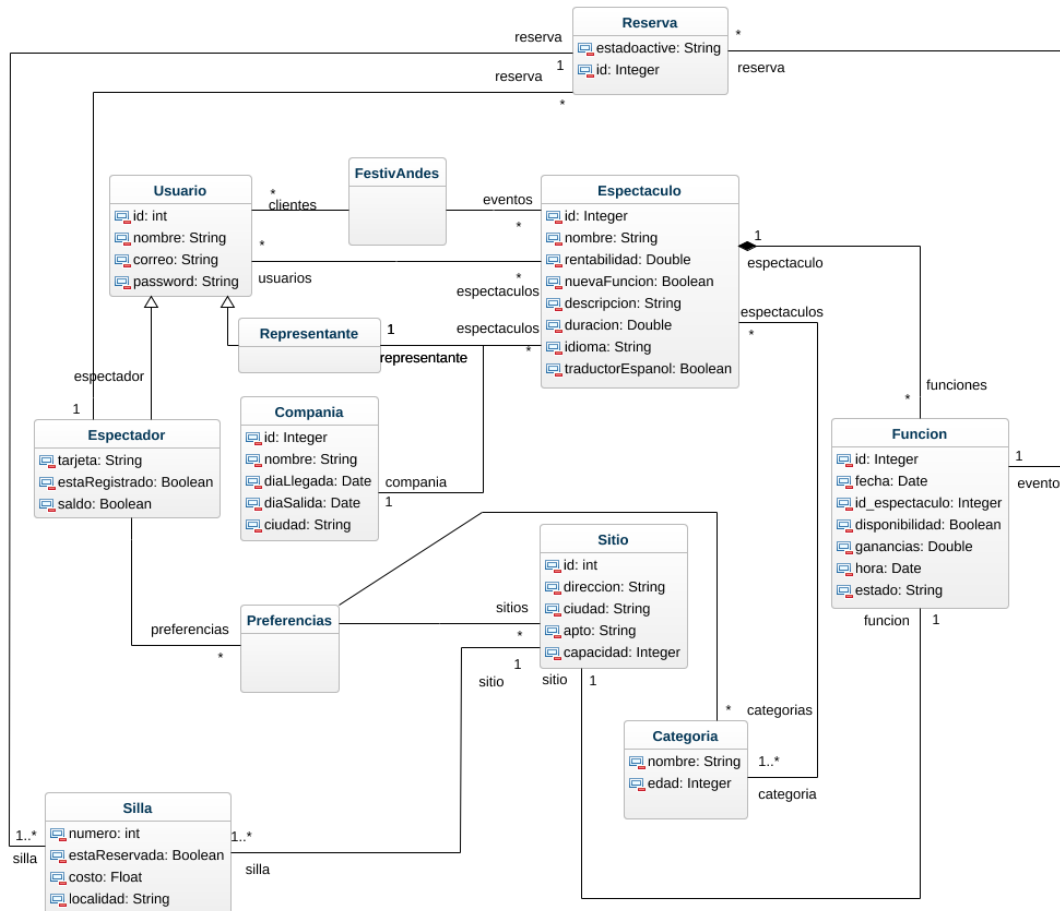 Reserva
estadoactive: String
id: Integer
reserva
1
reserva
*
*
reserva
Usuario
id: int
nombre: String
correo: String
password: String
FestivAndes
*
clientes
eventos
*
*
usuarios
*
espectaculos
Espectaculo
id: Integer
nombre: String
rentabilidad: Double
nuevaFuncion: Boolean
descripcion: String
duracion: Double
idioma: String
traductorEspanol: Boolean
1
espectaculo
espectaculos
*
funciones
*
Representante
1
representante
espectaculos
*
espectador
1
Espectador
tarjeta: String
estaRegistrado: Boolean
saldo: Boolean
Compania
id: Integer
nombre: String
diaLlegada: Date
diaSalida: Date
ciudad: String
compania
1
Funcion
id: Integer
fecha: Date
id_espectaculo: Integer
disponibilidad: Boolean
ganancias: Double
hora: Date
estado: String
1
evento
funcion
1
Sitio
id: int
direccion: String
ciudad: String
apto: String
capacidad: Integer
Preferencias
preferencias
*
sitios
*
1
sitio
sitio
1
*
categorias
Categoria
nombre: String
edad: Integer
1..*
categoria
Silla
numero: int
estaReservada: Boolean
costo: Float
localidad: String
1..*
silla
1..*
silla